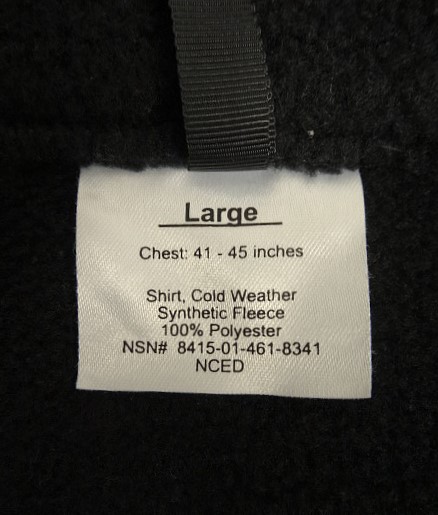 Large
Chest: 41 - 45 inches
Shirt, Cold Weather
Synthetic Fleece
100% Polyester
NSN# 8415-01-461-8341
NCED